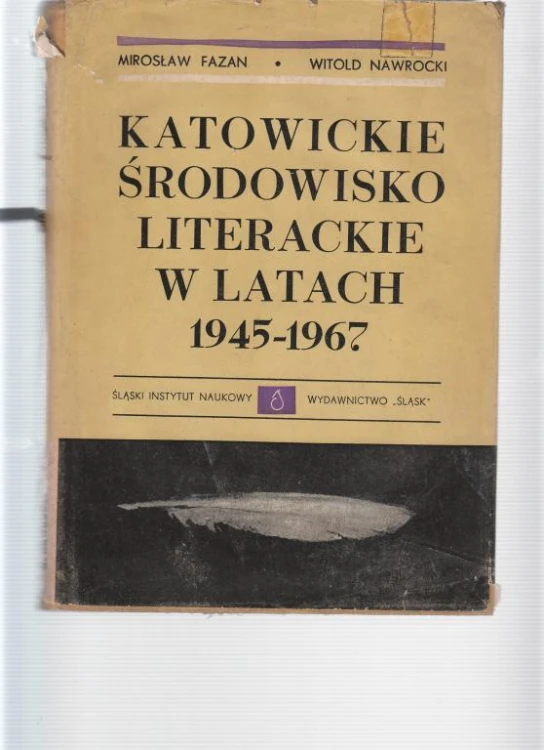 MIROSŁAW FAZAN • WITOLD NAWROCKI
KATOWICKIE
ŚRODOWISKO
LITERACKIE
W LATACH
1945-1967
ŚLĄSKI INSTYTUT NAUKOWY WYDAWNICTWO „ŚLĄSK"